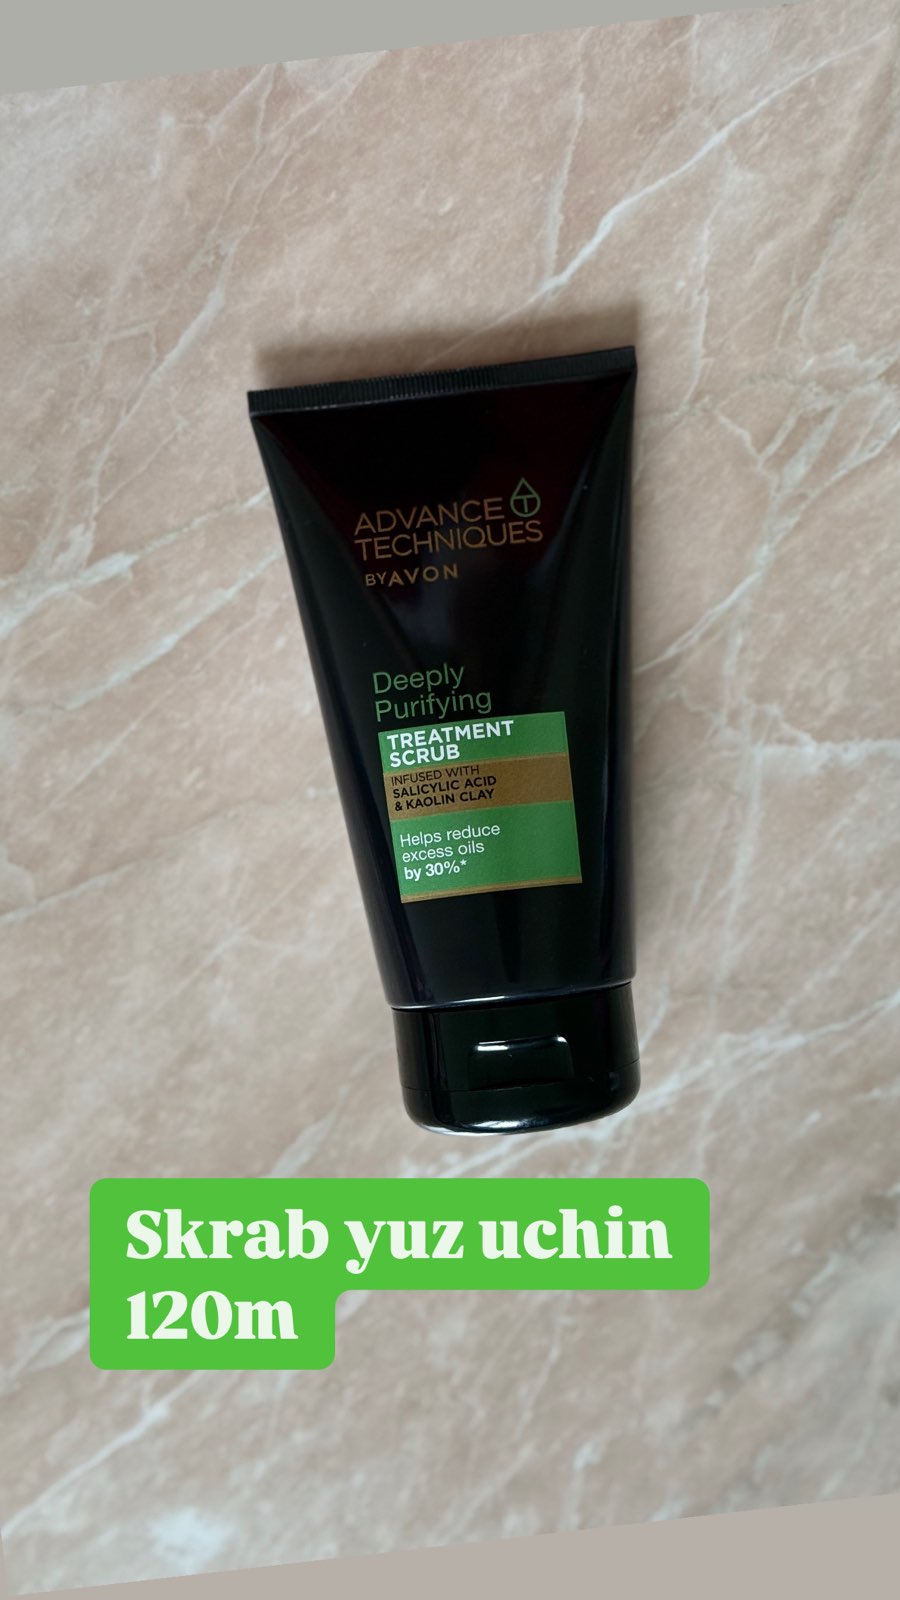 ADVANCE
TECHNIQUES
BY AVON
Deeply
Purifying
TREATMENT
SCRUB
INFUSED WITH
SALICYLIC ACID
& KAOLIN CLAY
Helps reduce
excess oils
by 30%*
Skrab yuz uchin
120m